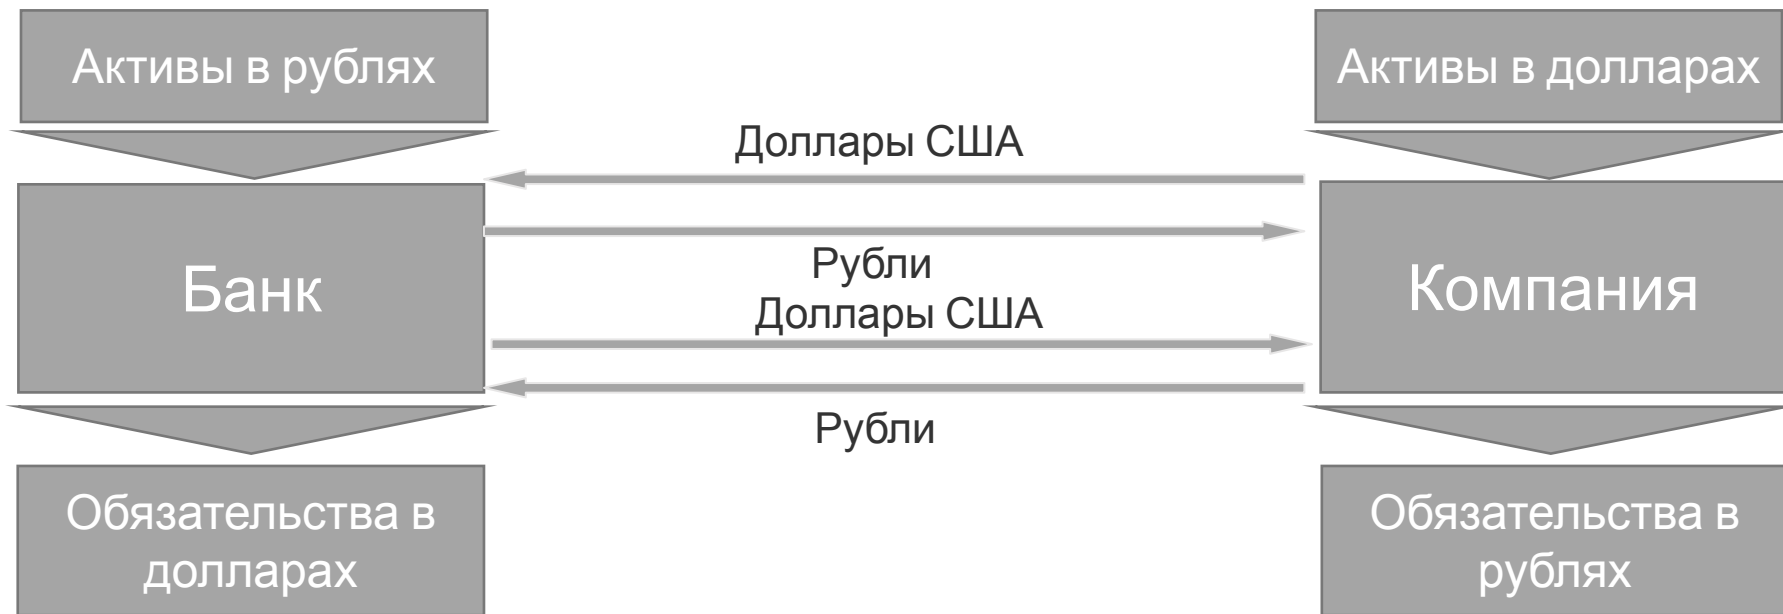 Активы в рублях
Активы в долларах
Доллары США
Рубли
Банк
Компания
Доллары США
Рубли
Обязательства в
долларах
Обязательства в
рублях